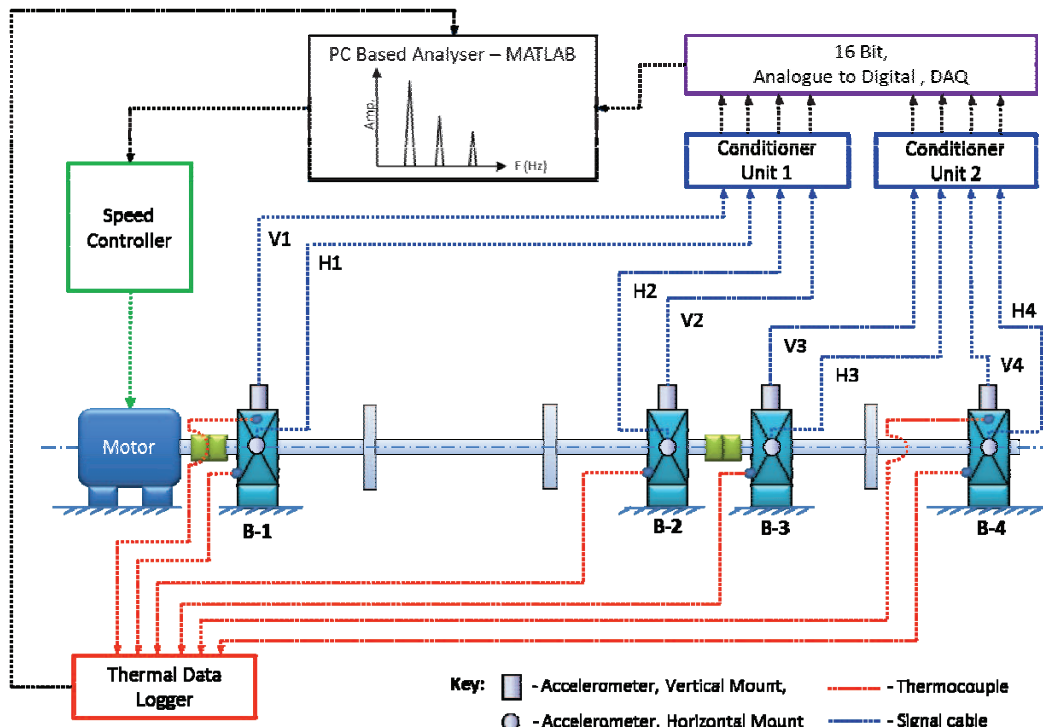 PC Based Analyser – MATLAB
Amp.
F (Hz)
16 Bit,
Analogue to Digital , DAQ
Conditioner
Unit 1
Conditioner
Unit 2
Speed
Controller
V1
H1
H2
V2
V3
H3
H4
V4
Motor
B-1
B-2
B-3
B-4
Thermal Data
Logger
Key:
- Accelerometer, Vertical Mount,
- Thermocouple
- Accelerometer, Horizontal Mount
- Signal cable